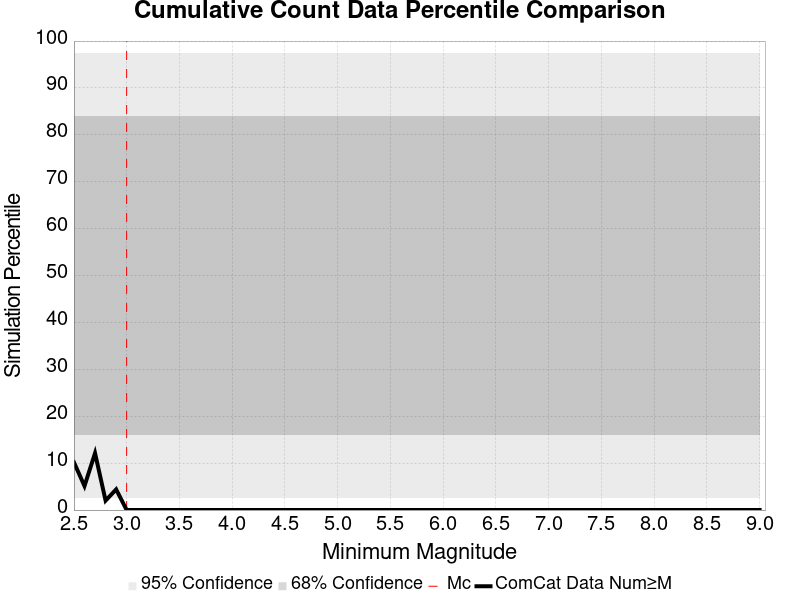 Cumulative Count Data Percentile Comparison
100
90
80
70
60
50
40
30
20
10
0
Simulation Percentile
2.5 3.0 3.5 4.0 4.5 5.0 5.5 6.0 6.5 7.0 7.5 8.0 8.5 9.0
Minimum Magnitude
95% Confidence 68% Confidence Mc ComCat Data Num≥M